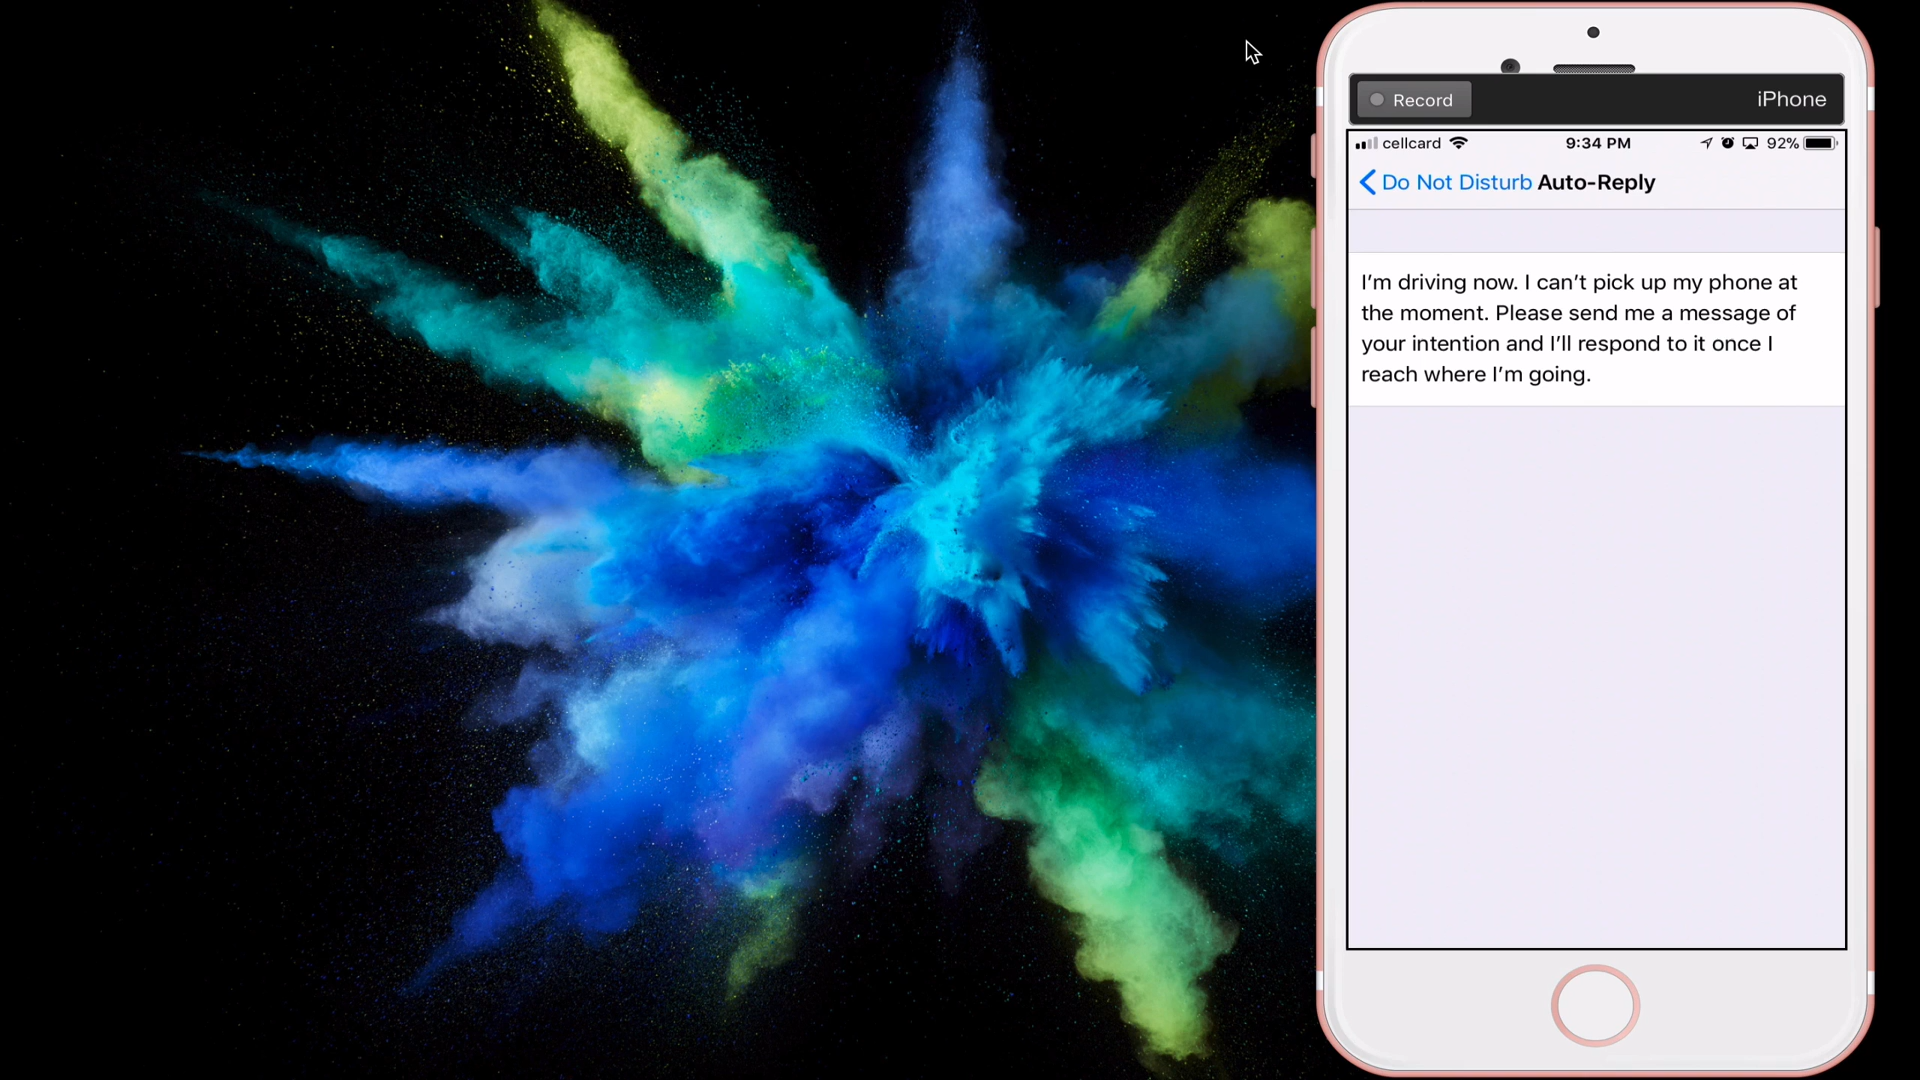 Record
iPhone
cellcard 9:34 PM 92%
Do Not Disturb Auto-Reply
I’m driving now. I can’t pick up my phone at
the moment. Please send me a message of
your intention and I’ll respond to it once I
reach where I’m going.